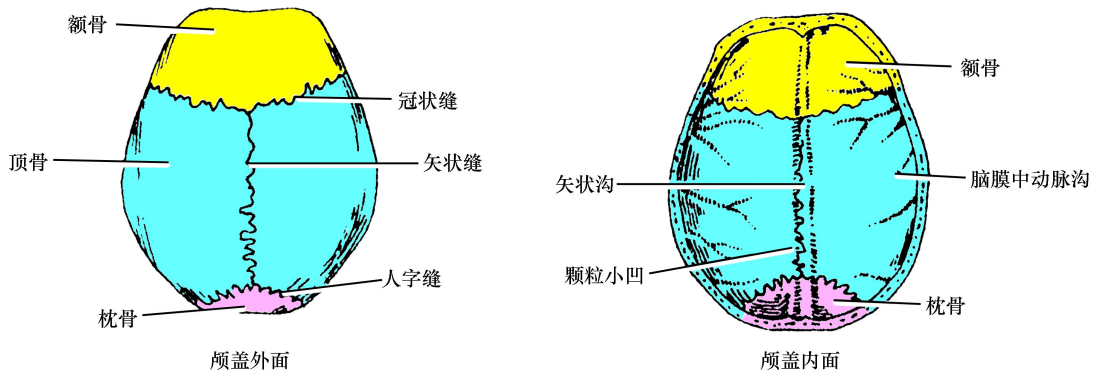 额骨
冠状缝
顶骨
矢状缝
人字缝
枕骨
颅盖外面
额骨
矢状沟
脑膜中动脉沟
颗粒小凹
枕骨
颅盖内面